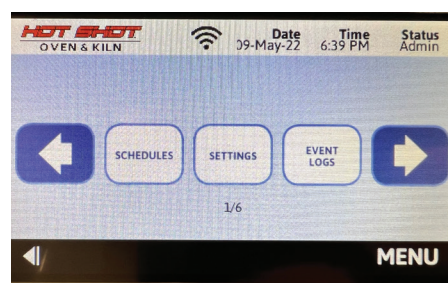 HOT SHOT
OVEN & KILN
Date Time Status
09-May-22 6:39 PM Admin
SCHEDULES SETTINGS EVENT LOGS
1/6
MENU